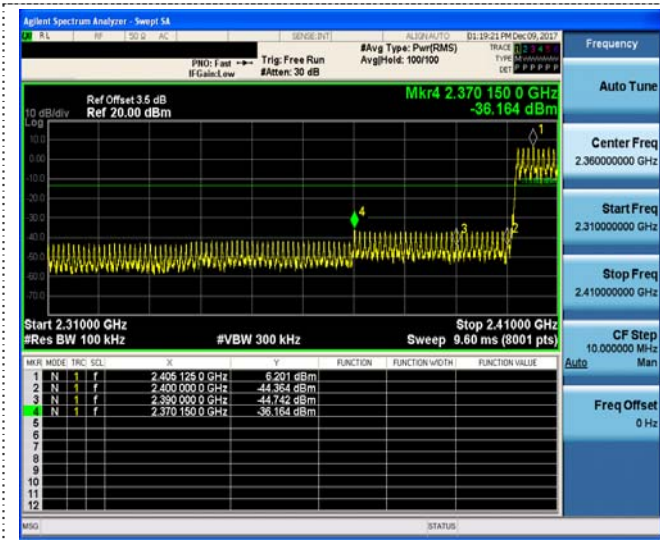 Agilent Spectrum Analyzer - Swept SA
RL RF 50 Ω AC SENSE:INT ALIGNAUTO 01:19:21 PM Dec 09, 2017
PNO: Fast Trig: Free Run #Avg Type: Pwr(RMS) TRACE 1 2 3 4 5 6
IFGain:Low #Atten: 30 dB Avg|Hold: 100/100 TYPE
DET P P P P P P
Frequency
Auto Tune
Center Freq
2.360000000 GHz
Start Freq
2.310000000 GHz
Stop Freq
2.410000000 GHz
CF Step
10.000000 MHz
Auto Man
Freq Offset
0 Hz
Mkr4 2.370 150 0 GHz
-36.164 dBm
Ref Offset 3.5 dB
10 dB/div Ref 20.00 dBm
Log
10.0
0.00
-10.0
-20.0
-30.0
-40.0
-50.0
-60.0
-70.0
1
4
3
2
Start 2.31000 GHz Stop 2.41000 GHz
#Res BW 100 kHz #VBW 300 kHz Sweep 9.60 ms (8001 pts)
MKR MODE TRC SCL X Y FUNCTION FUNCTION WIDTH FUNCTION VALUE
1 N 1 f 2.405 125 0 GHz 6.201 dBm
2 N 1 f 2.400 000 0 GHz -44.364 dBm
3 N 1 f 2.390 000 0 GHz -44.742 dBm
4 N 1 f 2.370 150 0 GHz -36.164 dBm
5
6
7
8
9
10
11
12
MSG STATUS